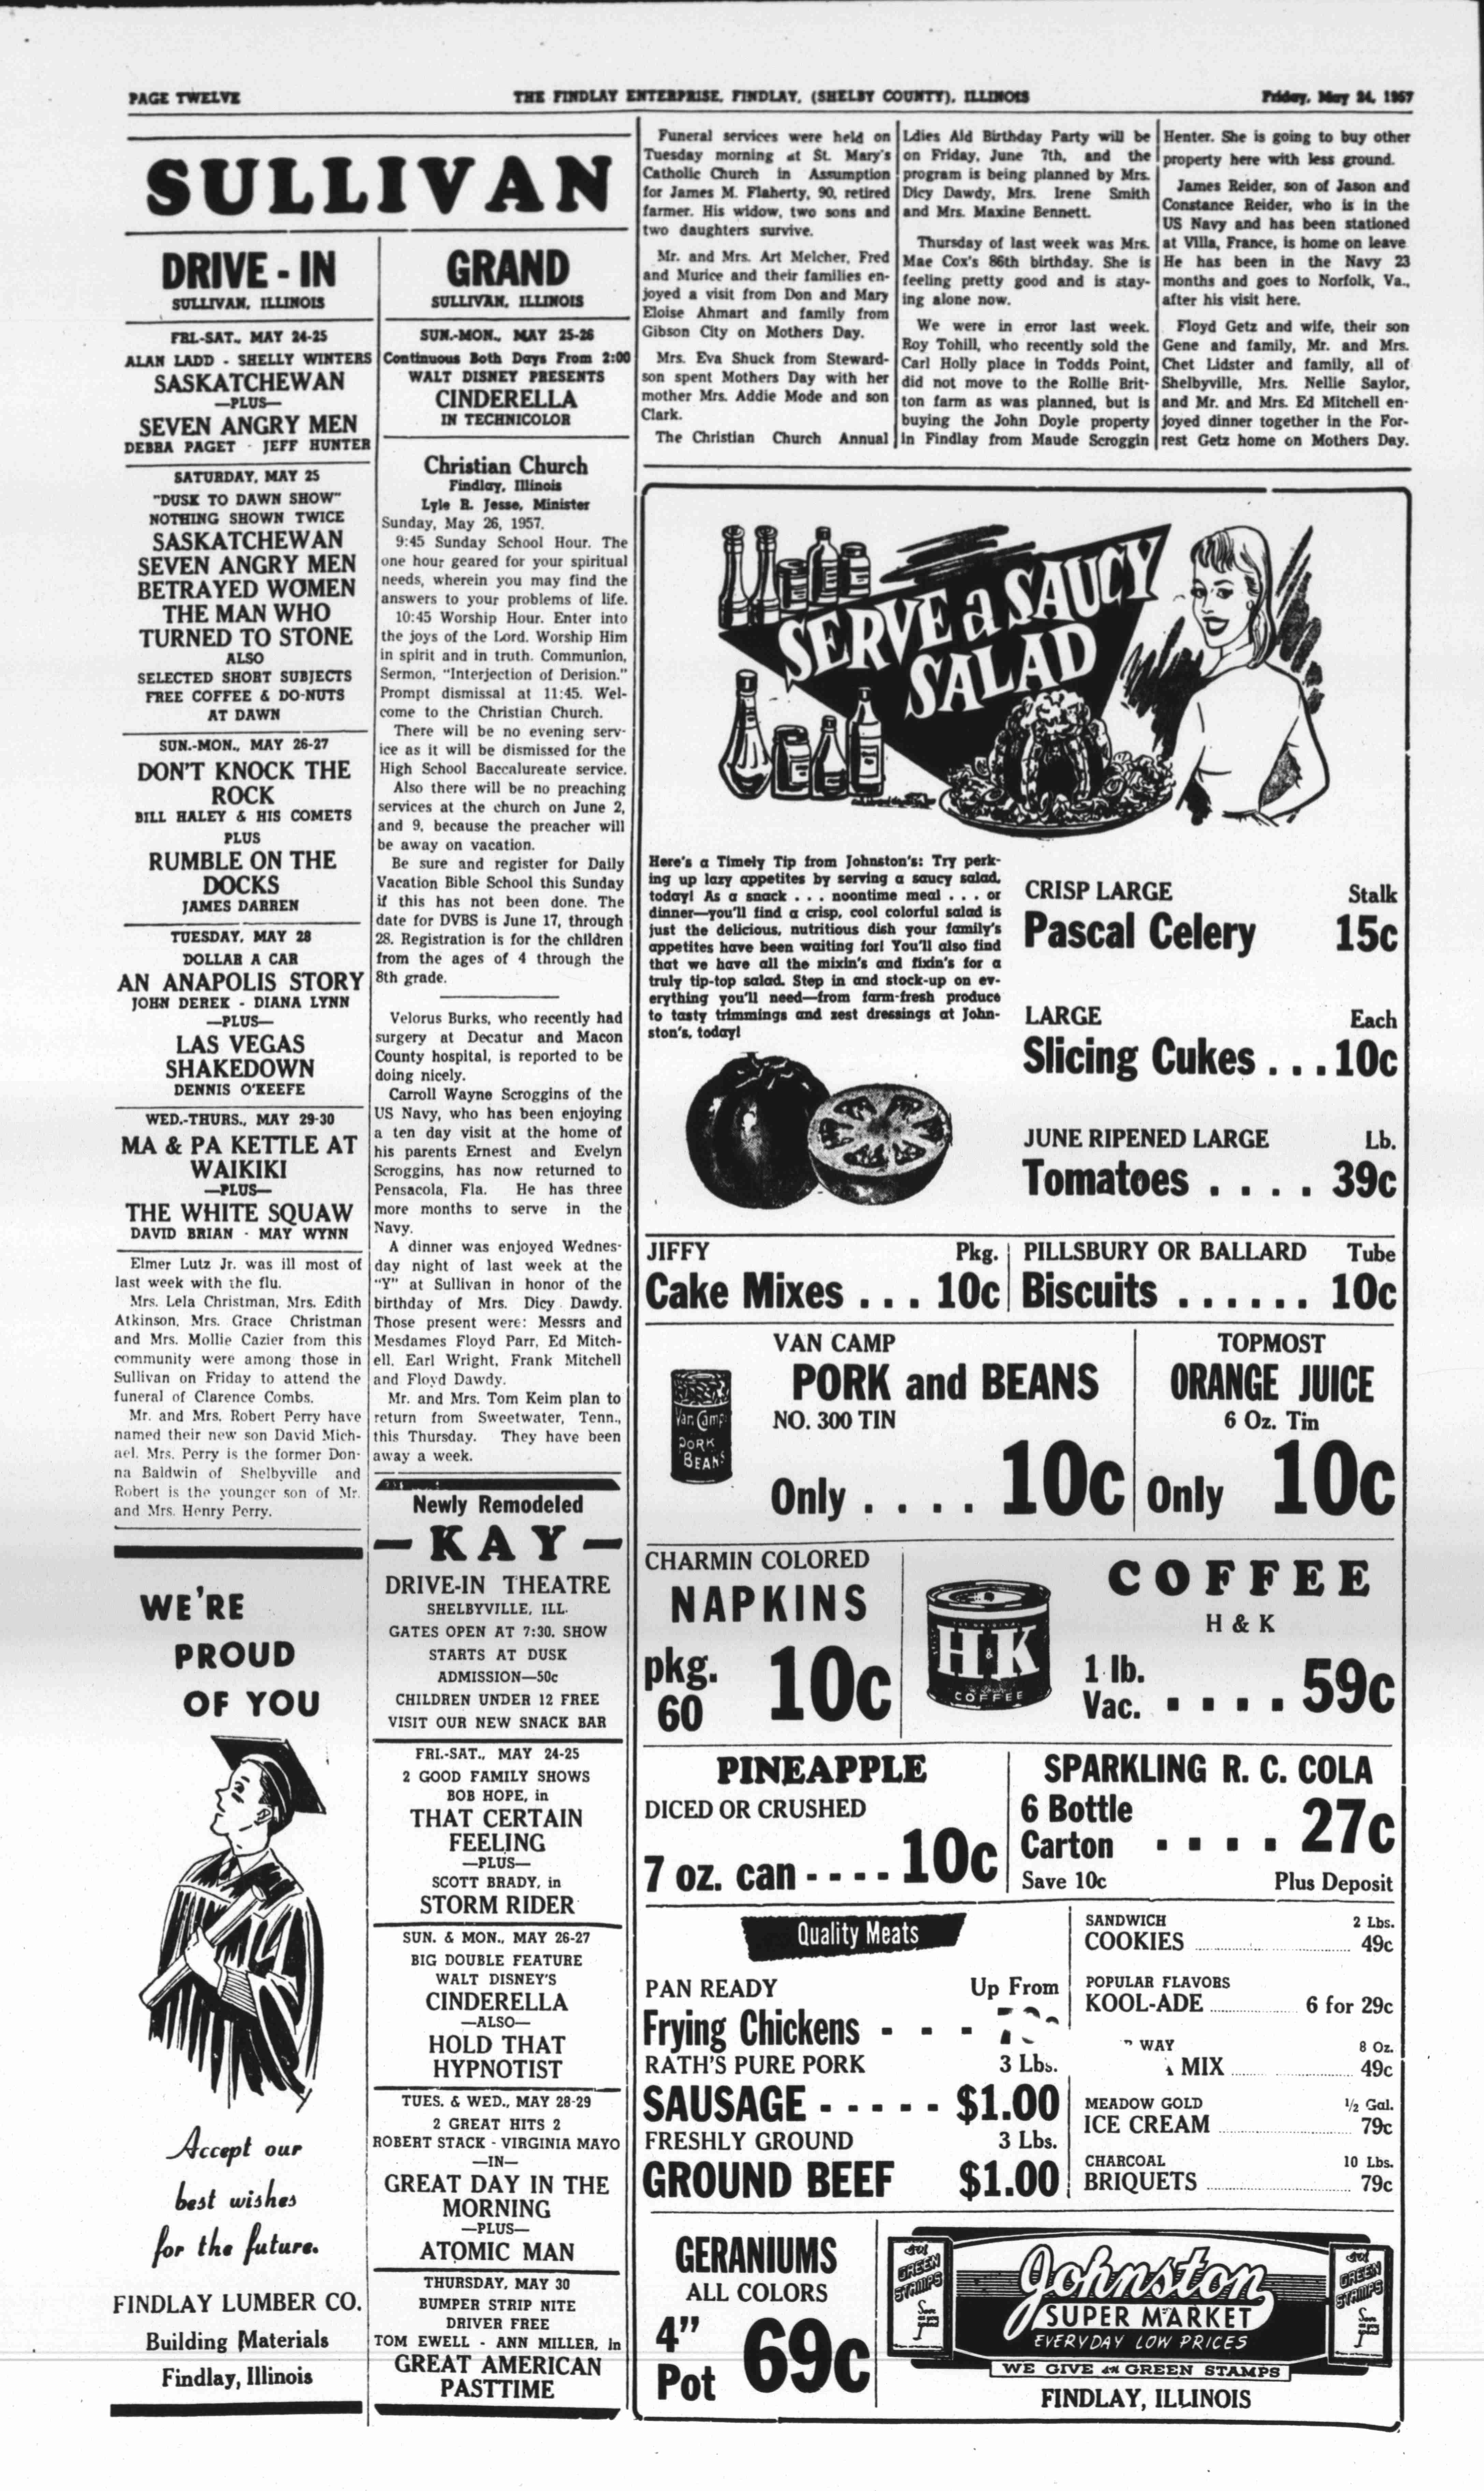 PAGE TWELVE
THE FINDLAY ENTERPRISE, FINDLAY, (SHELBY COUNTY), ILLINOIS
Friday, May 24, 1957
SULLIVAN
DRIVE - IN
SULLIVAN, ILLINOIS
FRI.-SAT., MAY 24-25
ALAN LADD - SHELLY WINTERS
SASKATCHEWAN
—PLUS—
SEVEN ANGRY MEN
DEBRA PAGET - JEFF HUNTER
SATURDAY, MAY 25
"DUSK TO DAWN SHOW"
NOTHING SHOWN TWICE
SASKATCHEWAN
SEVEN ANGRY MEN
BETRAYED WOMEN
THE MAN WHO
TURNED TO STONE
ALSO
SELECTED SHORT SUBJECTS
FREE COFFEE & DO-NUTS
AT DAWN
SUN.-MON., MAY 26-27
DON'T KNOCK THE
ROCK
BILL HALEY & HIS COMETS
PLUS
RUMBLE ON THE
DOCKS
JAMES DARREN
TUESDAY, MAY 28
DOLLAR A CAR
AN ANAPOLIS STORY
JOHN DEREK - DIANA LYNN
—PLUS—
LAS VEGAS
SHAKEDOWN
DENNIS O'KEEFE
WED.-THURS., MAY 29-30
MA & PA KETTLE AT
WAIKIKI
—PLUS—
THE WHITE SQUAW
DAVID BRIAN - MAY WYNN
Elmer Lutz Jr. was ill most of
last week with the flu.
Mrs. Lela Christman, Mrs. Edith
Atkinson, Mrs. Grace Christman
and Mrs. Mollie Cazier from this
community were among those in
Sullivan on Friday to attend the
funeral of Clarence Combs.
Mr. and Mrs. Robert Perry have
named their new son David Mich-
ael. Mrs. Perry is the former Don-
na Baldwin of Shelbyville and
Robert is the younger son of Mr.
and Mrs. Henry Perry.
WE'RE
PROUD
OF YOU
Accept our
best wishes
for the future.
FINDLAY LUMBER CO.
Building Materials
Findlay, Illinois
GRAND
SULLIVAN, ILLINOIS
SUN.-MON., MAY 25-26
Continuous Both Days From 2:00
WALT DISNEY PRESENTS
CINDERELLA
IN TECHNICOLOR
Christian Church
Findlay, Illinois
Lyle R. Jesse, Minister
Sunday, May 26, 1957.
9:45 Sunday School Hour. The
one hour geared for your spiritual
needs, wherein you may find the
answers to your problems of life.
10:45 Worship Hour. Enter into
the joys of the Lord. Worship Him
in spirit and in truth. Communion,
Sermon, "Interjection of Derision."
Prompt dismissal at 11:45. Wel-
come to the Christian Church.
There will be no evening serv-
ice as it will be dismissed for the
High School Baccalureate service.
Also there will be no preaching
services at the church on June 2,
and 9, because the preacher will
be away on vacation.
Be sure and register for Daily
Vacation Bible School this Sunday
if this has not been done. The
date for DVBS is June 17, through
28. Registration is for the children
from the ages of 4 through the
8th grade.
Velorus Burks, who recently had
surgery at Decatur and Macon
County hospital, is reported to be
doing nicely.
Carroll Wayne Scroggins of the
US Navy, who has been enjoying
a ten day visit at the home of
his parents Ernest and Evelyn
Scroggins, has now returned to
Pensacola, Fla. He has three
more months to serve in the
Navy.
A dinner was enjoyed Wednes-
day night of last week at the
"Y" at Sullivan in honor of the
birthday of Mrs. Dicy Dawdy.
Those present were: Messrs and
Mesdames Floyd Parr, Ed Mitch-
ell, Earl Wright, Frank Mitchell
and Floyd Dawdy.
Mr. and Mrs. Tom Keim plan to
return from Sweetwater, Tenn.,
this Thursday. They have been
away a week.
Newly Remodeled
— KAY —
DRIVE-IN THEATRE
SHELBYVILLE, ILL.
GATES OPEN AT 7:30. SHOW
STARTS AT DUSK
ADMISSION—50c
CHILDREN UNDER 12 FREE
VISIT OUR NEW SNACK BAR
FRI.-SAT., MAY 24-25
2 GOOD FAMILY SHOWS
BOB HOPE, in
THAT CERTAIN
FEELING
—PLUS—
SCOTT BRADY, in
STORM RIDER
SUN. & MON., MAY 26-27
BIG DOUBLE FEATURE
WALT DISNEY'S
CINDERELLA
—ALSO—
HOLD THAT
HYPNOTIST
TUES. & WED., MAY 28-29
2 GREAT HITS 2
ROBERT STACK - VIRGINIA MAYO
—IN—
GREAT DAY IN THE
MORNING
—PLUS—
ATOMIC MAN
THURSDAY, MAY 30
BUMPER STRIP NITE
DRIVER FREE
TOM EWELL - ANN MILLER, in
GREAT AMERICAN
PASTTIME
Funeral services were held on
Tuesday morning at St. Mary's
Catholic Church in Assumption
for James M. Flaherty, 90, retired
farmer. His widow, two sons and
two daughters survive.
Mr. and Mrs. Art Melcher, Fred
and Murice and their families en-
joyed a visit from Don and Mary
Eloise Ahmart and family from
Gibson City on Mothers Day.
Mrs. Eva Shuck from Steward-
son spent Mothers Day with her
mother Mrs. Addie Mode and son
Clark.
The Christian Church Annual
Ldies Aid Birthday Party will be
on Friday, June 7th, and the
program is being planned by Mrs.
Dicy Dawdy, Mrs. Irene Smith
and Mrs. Maxine Bennett.
Thursday of last week was Mrs.
Mae Cox's 86th birthday. She is
feeling pretty good and is stay-
ing alone now.
We were in error last week.
Roy Tohill, who recently sold the
Carl Holly place in Todds Point,
did not move to the Rollie Brit-
ton farm as was planned, but is
buying the John Doyle property
in Findlay from Maude Scroggin
Henter. She is going to buy other
property here with less ground.
James Reider, son of Jason and
Constance Reider, who is in the
US Navy and has been stationed
at Villa, France, is home on leave
He has been in the Navy 23
months and goes to Norfolk, Va.,
after his visit here.
Floyd Getz and wife, their son
Gene and family, Mr. and Mrs.
Chet Lidster and family, all of
Shelbyville, Mrs. Nellie Saylor,
and Mr. and Mrs. Ed Mitchell en-
joyed dinner together in the For-
rest Getz home on Mothers Day.
SERVE a SAUCY
SALAD
Here's a Timely Tip from Johnston's: Try perk-
ing up lazy appetites by serving a saucy salad,
today! As a snack . . . noontime meal . . . or
dinner—you'll find a crisp, cool colorful salad is
just the delicious, nutritious dish your family's
appetites have been waiting for! You'll also find
that we have all the mixin's and fixin's for a
truly tip-top salad. Step in and stock-up on ev-
erything you'll need—from farm-fresh produce
to tasty trimmings and zest dressings at John-
ston's, today!
CRISP LARGE Stalk
Pascal Celery 15c
LARGE Each
Slicing Cukes . . . 10c
JUNE RIPENED LARGE Lb.
Tomatoes . . . . 39c
JIFFY Pkg.
Cake Mixes . . . 10c
PILLSBURY OR BALLARD Tube
Biscuits . . . . . . 10c
VAN CAMP
PORK and BEANS
NO. 300 TIN
Only . . . . 10c
Van Camp
PORK
BEANS
TOPMOST
ORANGE JUICE
6 Oz. Tin
Only 10c
CHARMIN COLORED
NAPKINS
pkg.
60 10c
H & K
COFFEE
COFFEE
H & K
1 lb.
Vac. . . . . 59c
PINEAPPLE
DICED OR CRUSHED
7 oz. can - - - - 10c
SPARKLING R. C. COLA
6 Bottle
Carton . . . . 27c
Save 10c Plus Deposit
Quality Meats
PAN READY Up From
Frying Chickens - - -
RATH'S PURE PORK 3 Lbs.
SAUSAGE - - - - - $1.00
FRESHLY GROUND 3 Lbs.
GROUND BEEF $1.00
SANDWICH 2 Lbs.
COOKIES 49c
POPULAR FLAVORS
KOOL-ADE 6 for 29c
WAY 8 Oz.
MIX 49c
MEADOW GOLD ½ Gal.
ICE CREAM 79c
CHARCOAL 10 Lbs.
BRIQUETS 79c
GERANIUMS
ALL COLORS
4"
Pot 69c
GREEN
STAMPS
Johnston
SUPER MARKET
EVERYDAY LOW PRICES
GREEN
STAMPS
WE GIVE S&H GREEN STAMPS
FINDLAY, ILLINOIS